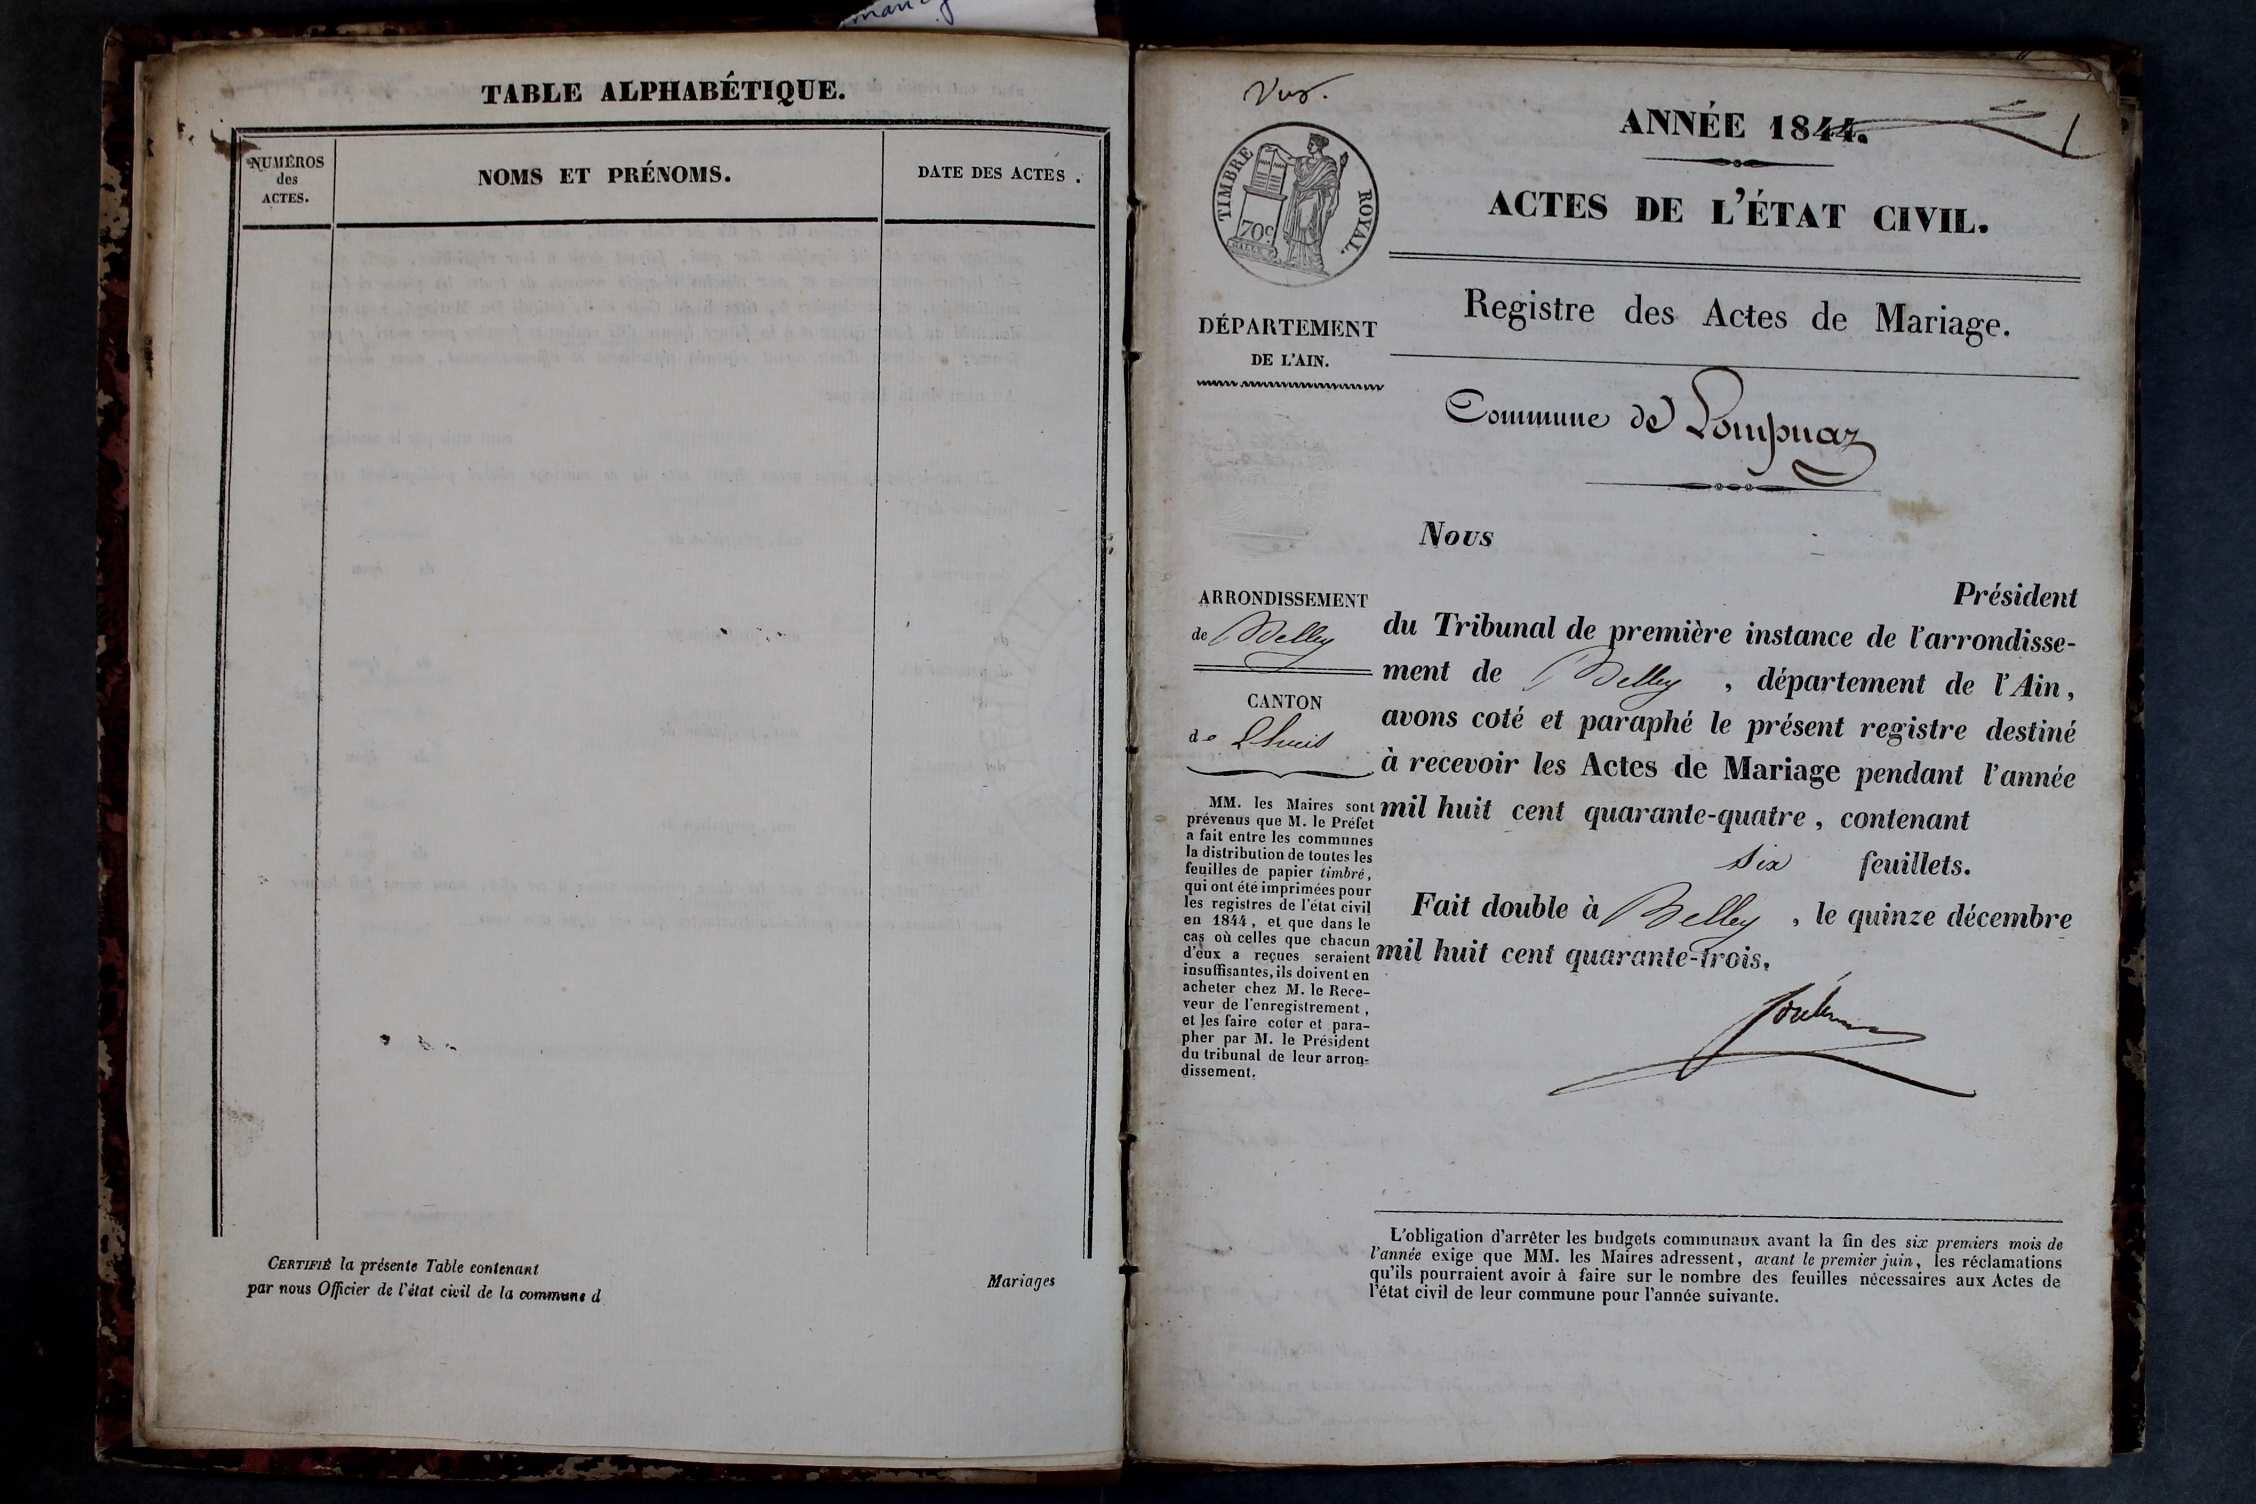 TABLE ALPHABÉTIQUE.
NUMÉROS
des
ACTES.
NOMS ET PRÉNOMS.
DATE DES ACTES.
CERTIFIÉ la présente Table contenant
Mariages
par nous Officier de l'état civil de la commune d
ANNÉE 1844.
1
TIMBRE ROYAL.
70c
ACTES DE L'ÉTAT CIVIL.
Registre des Actes de Mariage.
DÉPARTEMENT
DE L'AIN.
Commune de Lompnaz
Nous
Président
ARRONDISSEMENT
de Belley
CANTON
de Lhuis
du Tribunal de première instance de l'arrondisse-
ment de Belley, département de l'Ain,
avons coté et paraphé le présent registre destiné
à recevoir les Actes de Mariage pendant l'année
mil huit cent quarante-quatre, contenant
six feuillets.
Fait double à Belley, le quinze décembre
mil huit cent quarante-trois,
MM. les Maires sont
prévenus que M. le Préfet
a fait entre les communes
la distribution de toutes les
feuilles de papier timbré,
qui ont été imprimées pour
les registres de l'état civil
en 1844, et que dans le
cas où celles que chacun
d'eux a reçues seraient
insuffisantes, ils doivent en
acheter chez M. le Rece-
veur de l'enregistrement,
et les faire coter et para-
pher par M. le Président
du tribunal de leur arron-
dissement.
L'obligation d'arrêter les budgets communaux avant la fin des six premiers mois de
l'année exige que MM. les Maires adressent, avant le premier juin, les réclamations
qu'ils pourraient avoir à faire sur le nombre des feuilles nécessaires aux Actes de
l'état civil de leur commune pour l'année suivante.